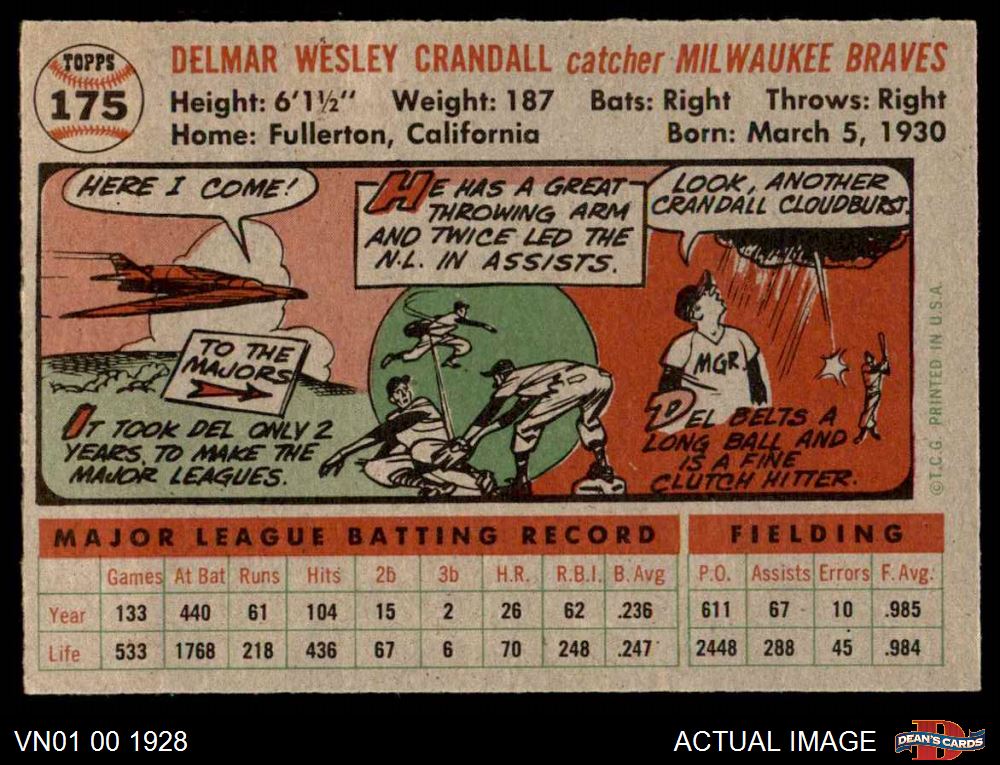 TOPPS
175
DELMAR WESLEY CRANDALL catcher MILWAUKEE BRAVES
Height: 6'1½" Weight: 187 Bats: Right Throws: Right
Home: Fullerton, California Born: March 5, 1930
HERE I COME!
TO THE
MAJORS
IT TOOK DEL ONLY 2
YEARS TO MAKE THE
MAJOR LEAGUES.
HE HAS A GREAT
THROWING ARM
AND TWICE LED THE
N.L. IN ASSISTS.
LOOK, ANOTHER
CRANDALL CLOUDBURST.
MGR.
DEL BELTS A
LONG BALL AND
IS A FINE
CLUTCH HITTER.
©T.C.G. PRINTED IN U.S.A.
MAJOR LEAGUE BATTING RECORD FIELDING
Games At Bat Runs Hits 2b 3b H.R. R.B.I. B. Avg P.O. Assists Errors F. Avg.
Year 133 440 61 104 15 2 26 62 .236 611 67 10 .985
Life 533 1768 218 436 67 6 70 248 .247 2448 288 45 .984
VN01 00 1928
ACTUAL IMAGE
DEAN'S CARDS